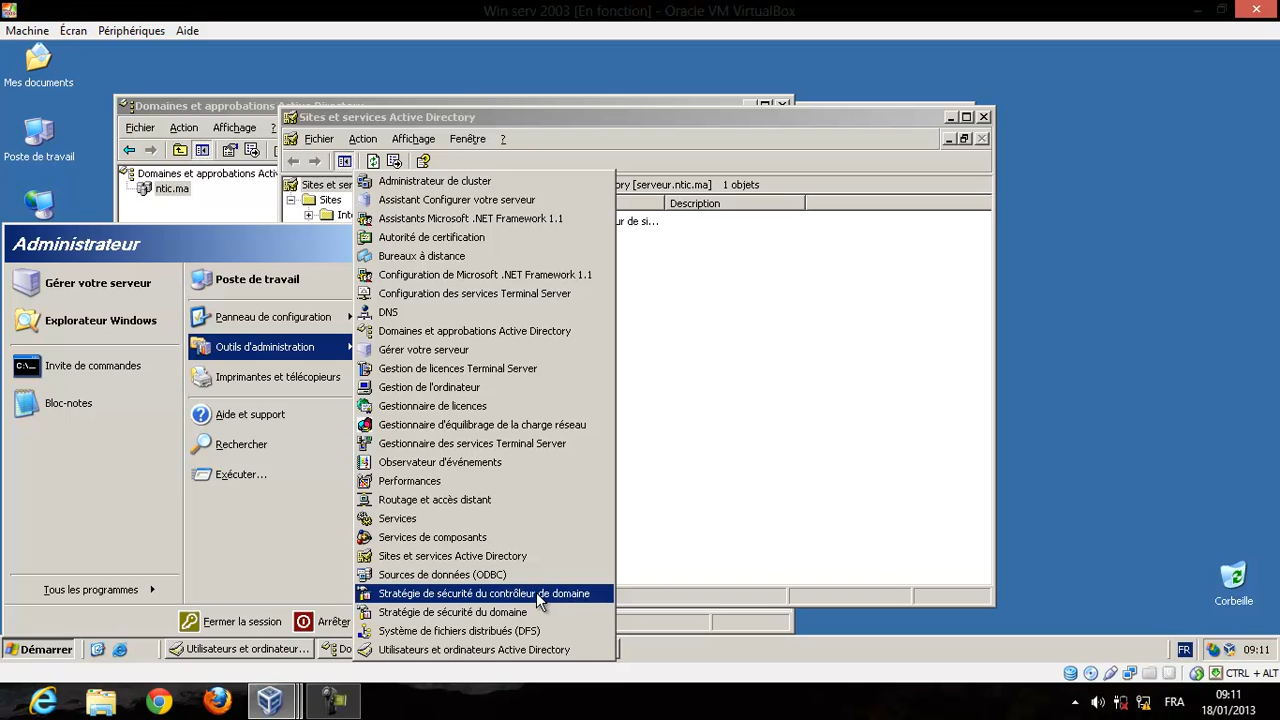 Win serv 2003 [En fonction] - Oracle VM VirtualBox
Machine Écran Périphériques Aide
Mes documents
Poste de travail
Domaines et approbations Active Directory
Fichier Action Affichage ?
Domaines et approbations Acti
ntic.ma
Sites et services Active Directory
Fichier Action Affichage Fenêtre ?
Sites et ser
Sites
Inte
ory [serveur.ntic.ma] 1 objets
Description
ur de si...
Administrateur
Gérer votre serveur
Explorateur Windows
Invite de commandes
C:\_
Bloc-notes
Tous les programmes
Poste de travail
Panneau de configuration
Outils d'administration
Imprimantes et télécopieurs
Aide et support
Rechercher
Exécuter...
Fermer la session
Arrêter
Administrateur de cluster
Assistant Configurer votre serveur
Assistants Microsoft .NET Framework 1.1
Autorité de certification
Bureaux à distance
Configuration de Microsoft .NET Framework 1.1
Configuration des services Terminal Server
DNS
Domaines et approbations Active Directory
Gérer votre serveur
Gestion de licences Terminal Server
Gestion de l'ordinateur
Gestionnaire de licences
Gestionnaire d'équilibrage de la charge réseau
Gestionnaire des services Terminal Server
Observateur d'événements
Performances
Routage et accès distant
Services
Services de composants
Sites et services Active Directory
Sources de données (ODBC)
Stratégie de sécurité du contrôleur de domaine
Stratégie de sécurité du domaine
Système de fichiers distribués (DFS)
Utilisateurs et ordinateurs Active Directory
Corbeille
Démarrer
Utilisateurs et ordinateur...
Do
FR
09:11
CTRL + ALT
FRA
09:11
18/01/2013